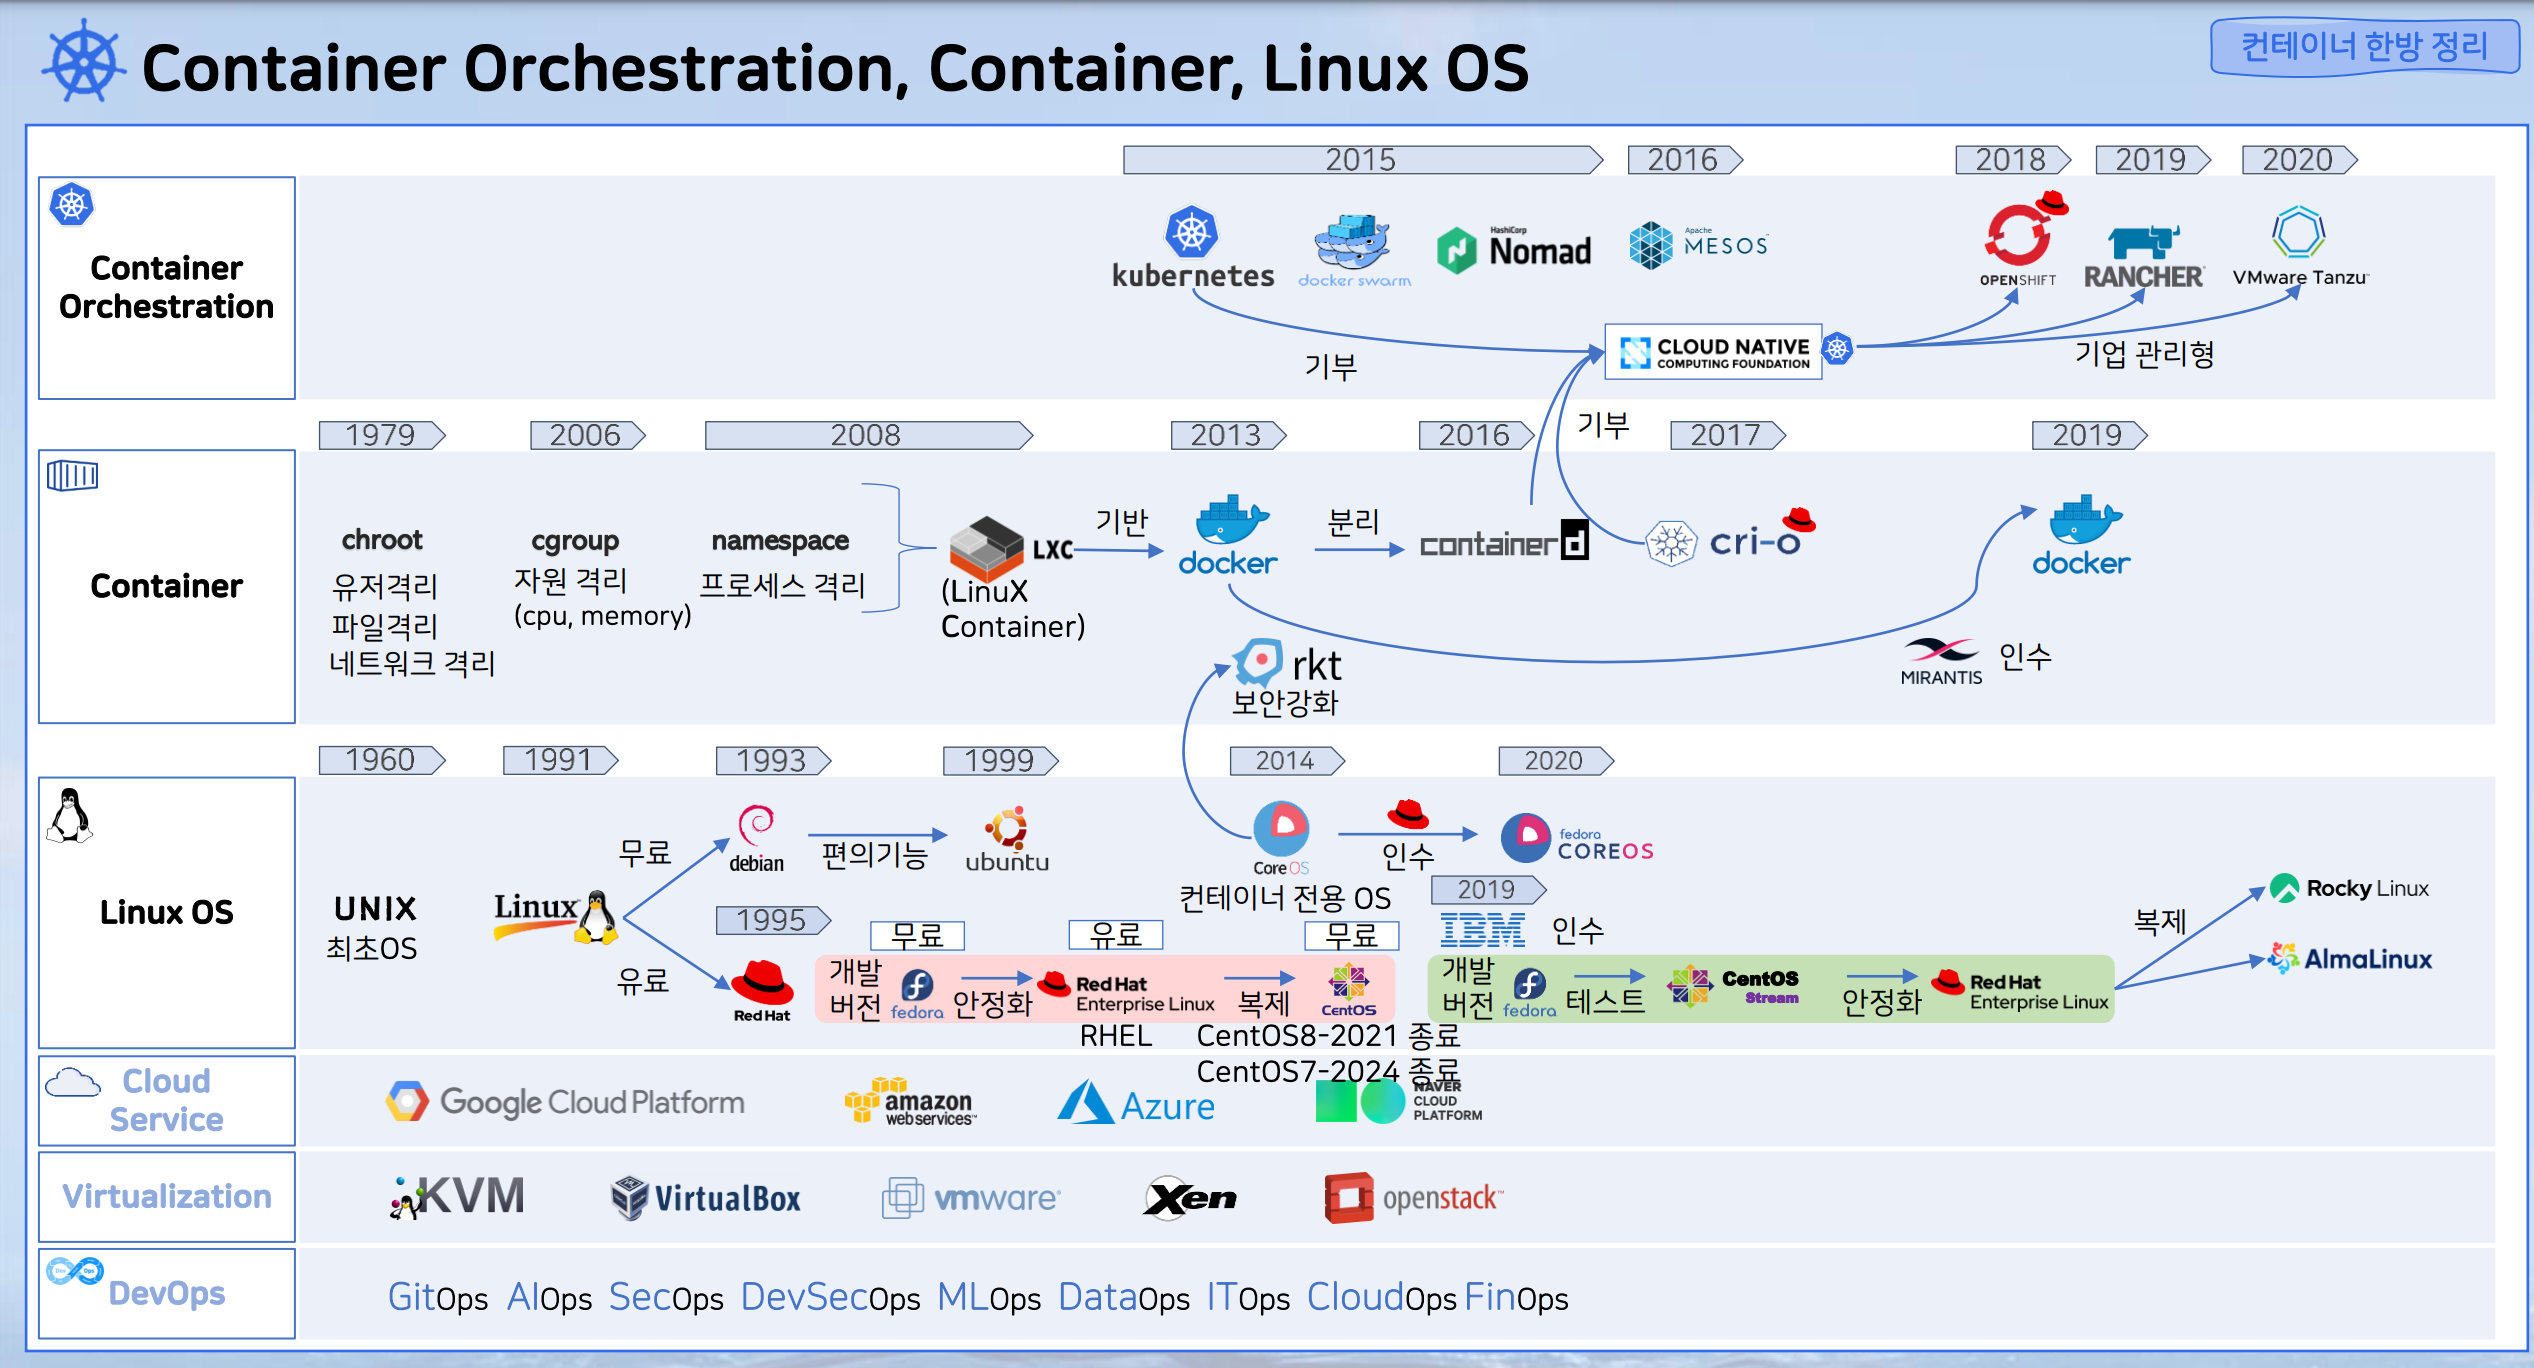 Container Orchestration, Container, Linux OS
컨테이너 한방 정리
2015
2016
2018
2019
2020
Container
Orchestration
kubernetes
docker swarm
HashiCorp
Nomad
Apache
MESOS™
OPENSHIFT
RANCHER
VMware Tanzu™
기부
CLOUD NATIVE
COMPUTING FOUNDATION
기업 관리형
1979
2006
2008
2013
2016
기부
2017
2019
Container
chroot
유저격리
파일격리
네트워크 격리
cgroup
자원 격리
(cpu, memory)
namespace
프로세스 격리
LXC
(LinuX
Container)
기반
docker
분리
containerd
cri-o
docker
rkt
보안강화
MIRANTIS
인수
1960
1991
1993
1999
2014
2020
Linux OS
UNIX
최초OS
Linux
무료
유료
debian
편의기능
ubuntu
Core OS
컨테이너 전용 OS
인수
fedora
COREOS
1995
Red Hat
무료
유료
무료
개발
버전
fedora
안정화
Red Hat
Enterprise Linux
복제
CentOS
RHEL
CentOS8-2021 종료
CentOS7-2024 종료
2019
IBM
인수
개발
버전
fedora
테스트
CentOS
Stream
안정화
Red Hat
Enterprise Linux
복제
Rocky Linux
AlmaLinux
Cloud
Service
Google Cloud Platform
amazon
web services™
Azure
NAVER
CLOUD
PLATFORM
Virtualization
KVM
VirtualBox
vmware®
Xen
openstack™
Dev Ops
DevOps
GitOps AIOps SecOps DevSecOps MLOps DataOps ITOps CloudOps FinOps